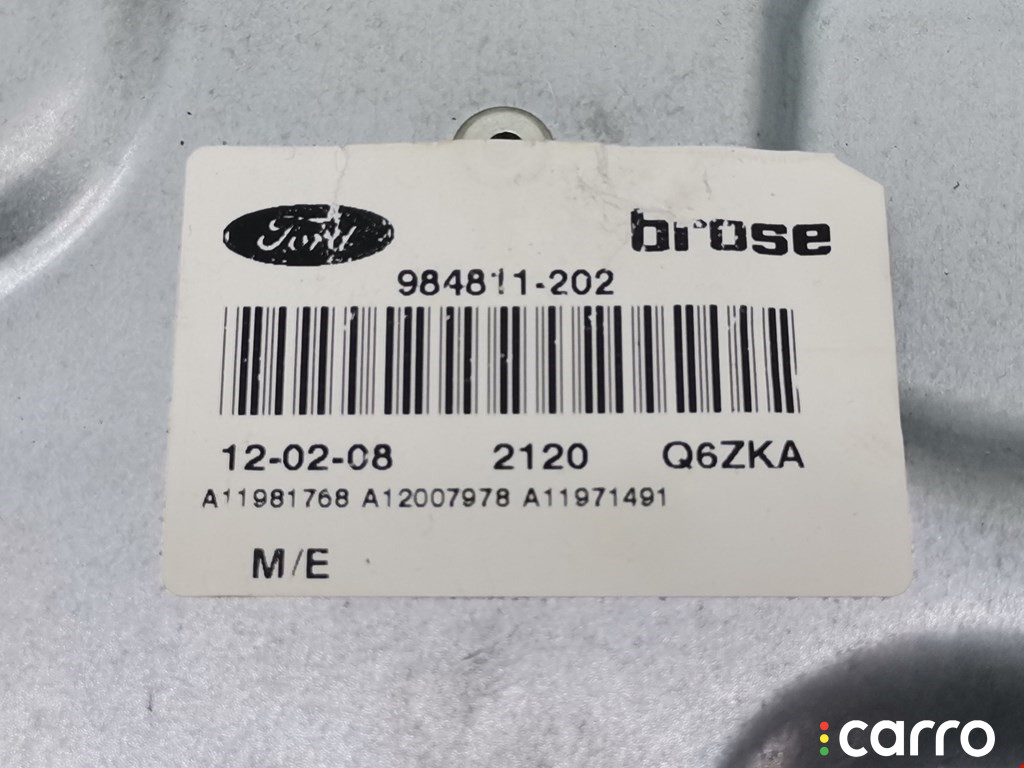 Ford
brose
984811-202
12-02-08 2120 Q6ZKA
A11981768 A12007978 A11971491
M/E
carro